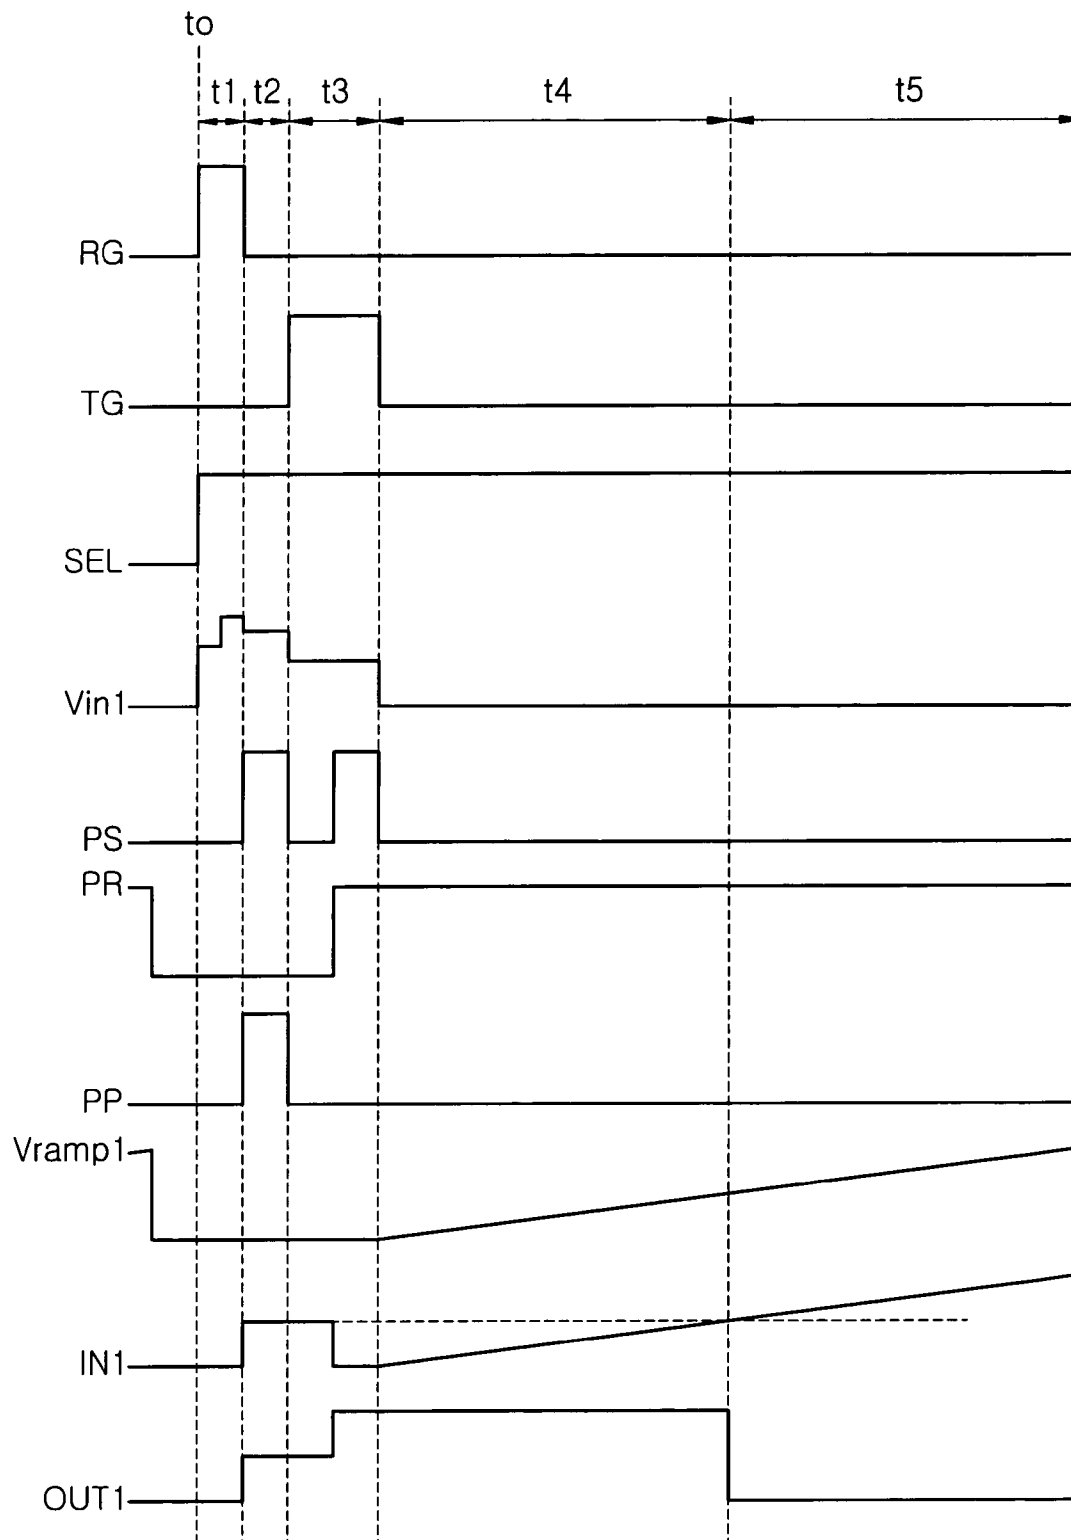 to
t1 t2 t3 t4 t5
RG
TG
SEL
Vin1
PS
PR
PP
Vramp1
IN1
OUT1